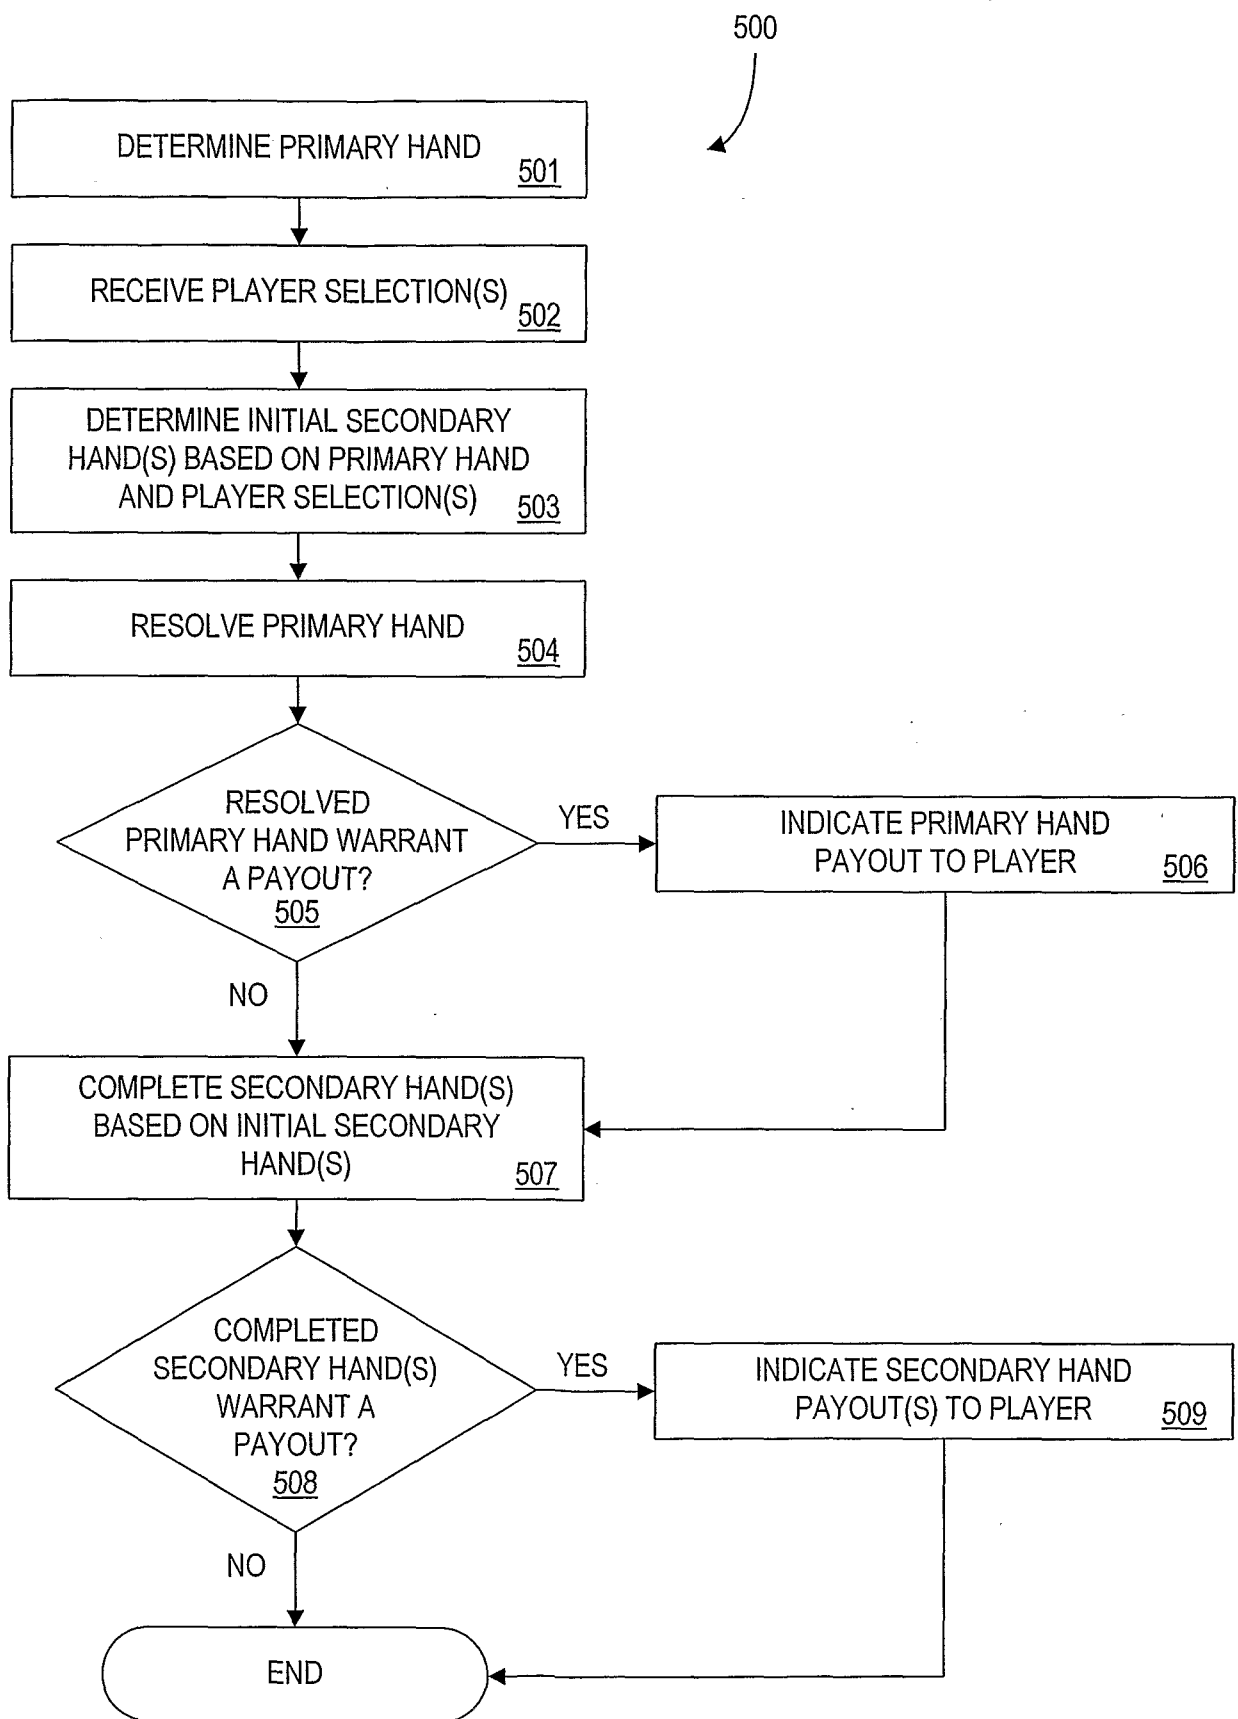 500
DETERMINE PRIMARY HAND
501
RECEIVE PLAYER SELECTION(S)
502
DETERMINE INITIAL SECONDARY
HAND(S) BASED ON PRIMARY HAND
AND PLAYER SELECTION(S)
503
RESOLVE PRIMARY HAND
504
RESOLVED
PRIMARY HAND WARRANT
A PAYOUT?
505
YES
INDICATE PRIMARY HAND
PAYOUT TO PLAYER
506
NO
COMPLETE SECONDARY HAND(S)
BASED ON INITIAL SECONDARY
HAND(S)
507
COMPLETED
SECONDARY HAND(S)
WARRANT A
PAYOUT?
508
YES
INDICATE SECONDARY HAND
PAYOUT(S) TO PLAYER
509
NO
END